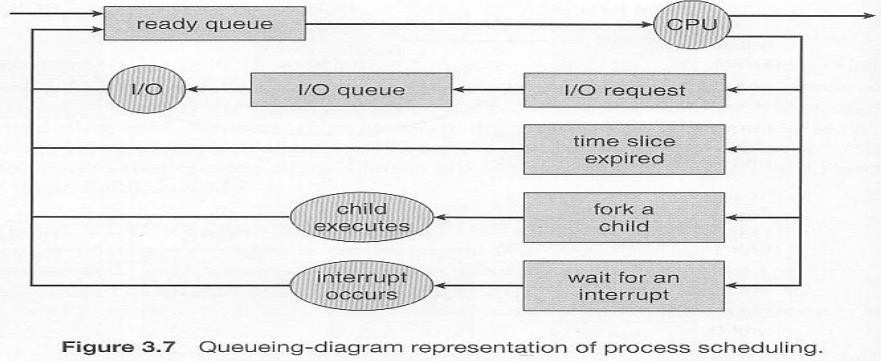 ready queue
CPU
I/O
I/O queue
I/O request
time slice
expired
child
executes
fork a
child
interrupt
occurs
wait for an
interrupt
Figure 3.7 Queueing-diagram representation of process scheduling.